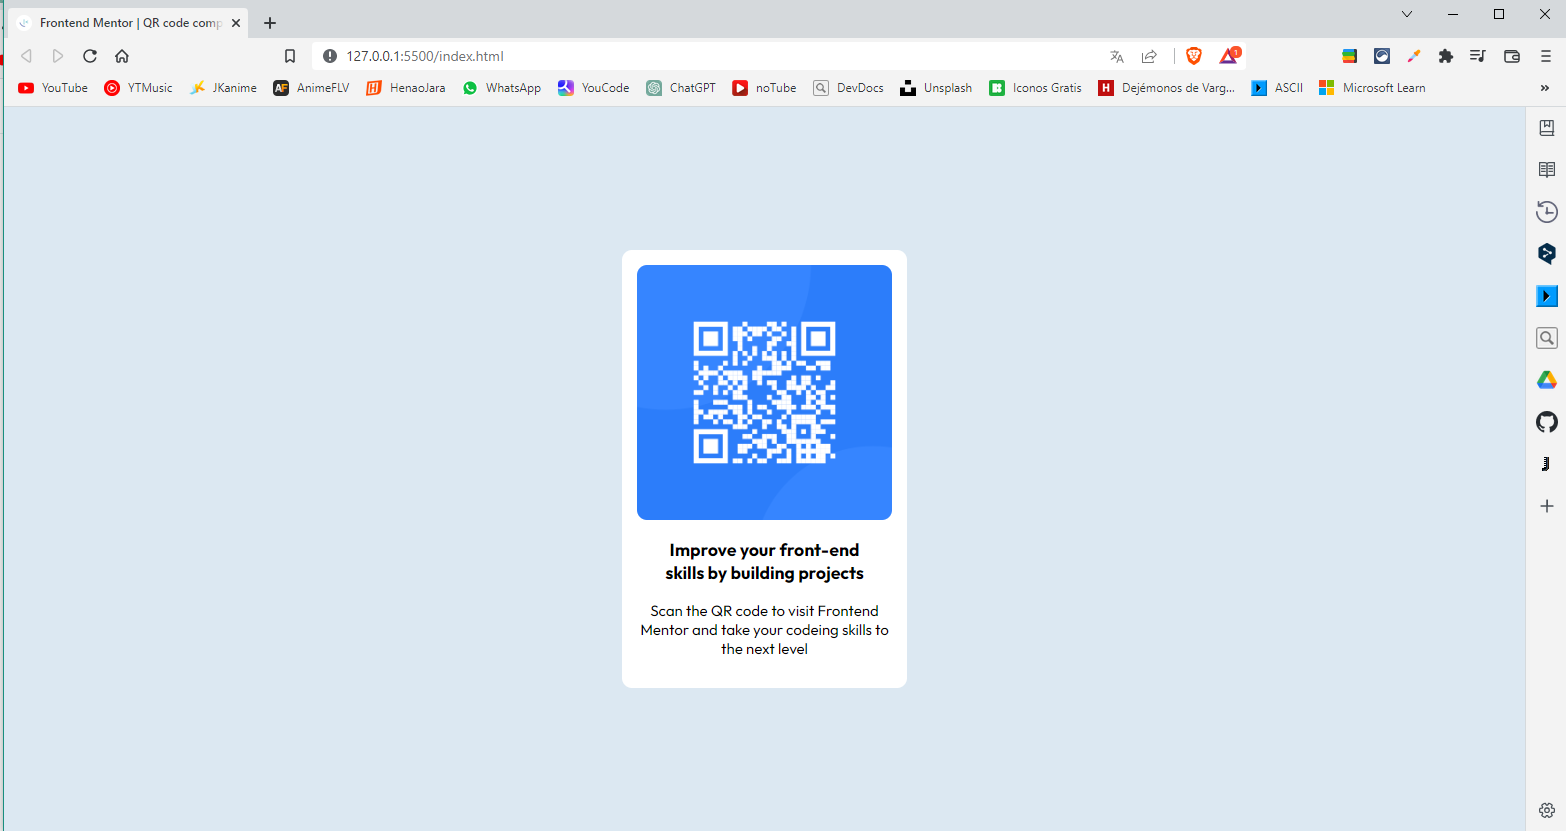 Frontend Mentor | QR code comp
127.0.0.1:5500/index.html
1
YouTube YTMusic JKanime AnimeFLV HenaoJara WhatsApp YouCode ChatGPT noTube DevDocs Unsplash Iconos Gratis Dejémonos de Varg... ASCII Microsoft Learn
Improve your front-end
skills by building projects
Scan the QR code to visit Frontend
Mentor and take your codeing skills to
the next level